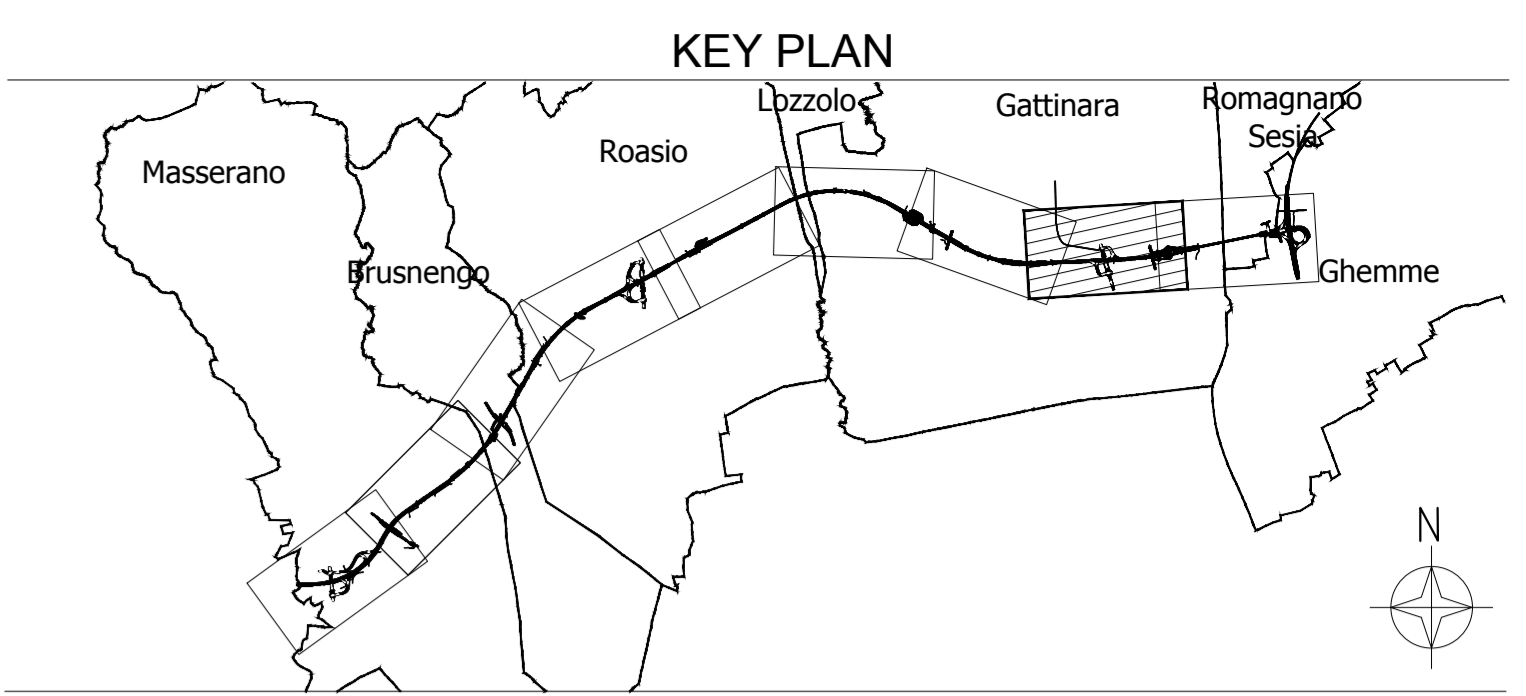 KEY PLAN
Lozzolo
Gattinara
Romagnano
Sesia
Roasio
Masserano
Brusnengo
Ghemme
N